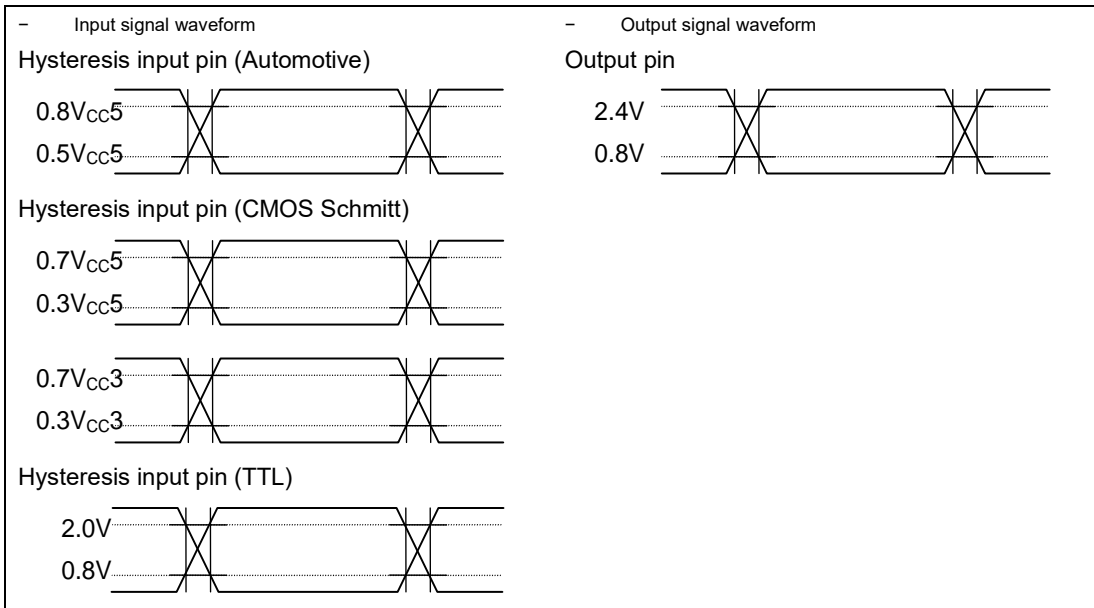 − Input signal waveform
Hysteresis input pin (Automotive)
0.8VCC5
0.5VCC5
Hysteresis input pin (CMOS Schmitt)
0.7VCC5
0.3VCC5
0.7VCC3
0.3VCC3
Hysteresis input pin (TTL)
2.0V
0.8V
− Output signal waveform
Output pin
2.4V
0.8V